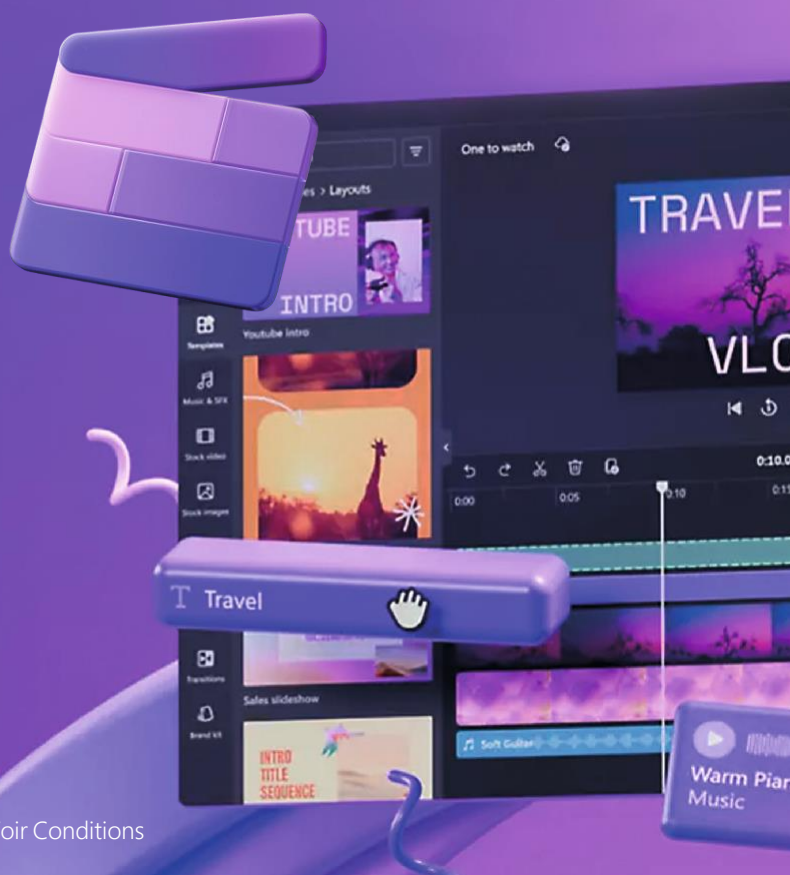 One to watch
es > Layouts
TUBE
INTRO
Youtube intro
TRAVEL
VLO
Templates
Music & SFX
Stock video
Stock images
0:10.0
0:00
0:05
0:10
0:15
T Travel
Transitions
Sales slideshow
Brand kit
INTRO
TITLE
SEQUENCE
Soft Guitar
Warm Pian
Music
oir Conditions